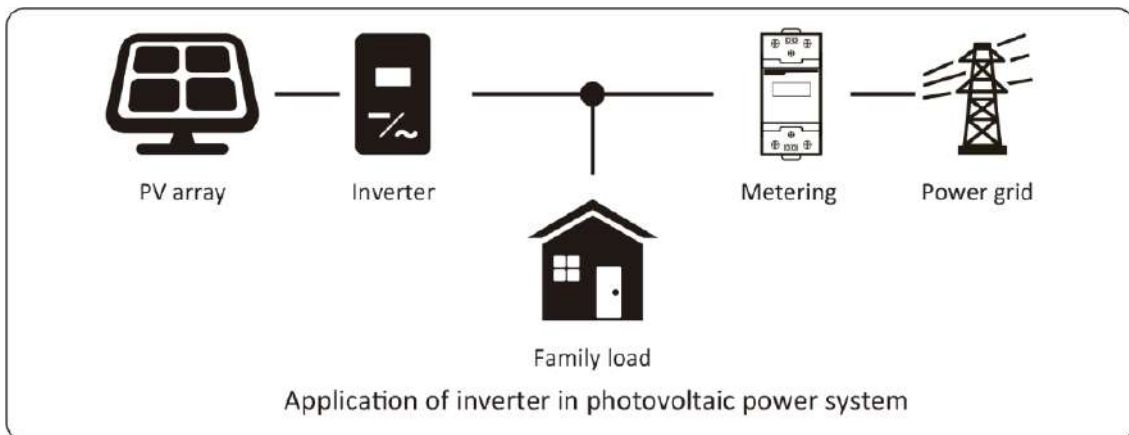 PV array
Inverter
Metering
Power grid
Family load
Application of inverter in photovoltaic power system